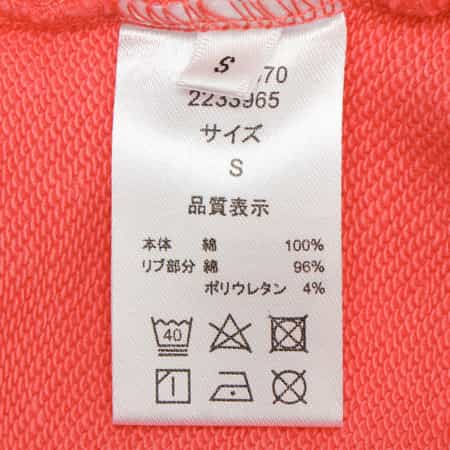 S
70
2233965
サイズ
S
品質表示
本体 綿 100%
リブ部分 綿 96%
ポリウレタン 4%
40